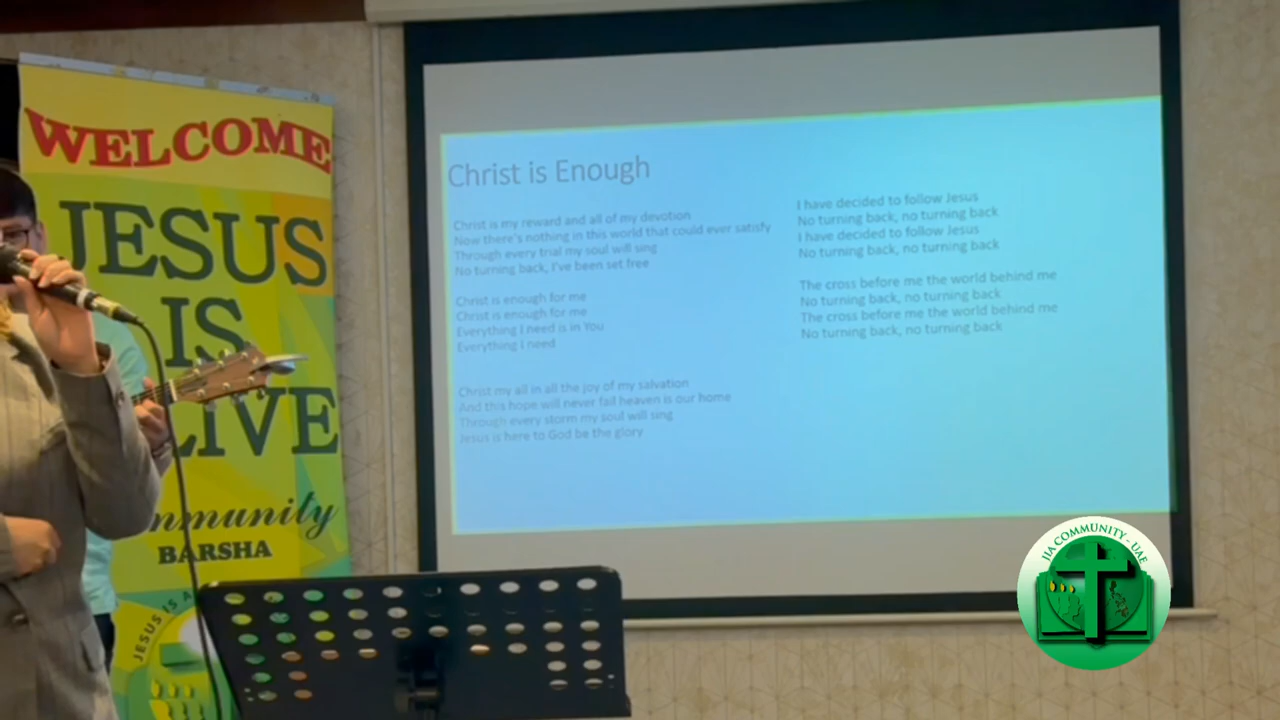 WELCOME
JESUS
IS
LIVE
mmunity
BARSHA
JESUS IS A
Christ is Enough
Christ is my reward and all of my devotion
Now there's nothing in this world that could ever satisfy
Through every trial my soul will sing
No turning back, I've been set free
Christ is enough for me
Christ is enough for me
Everything I need is in You
Everything I need
Christ my all in all the joy of my salvation
And this hope will never fail heaven is our home
Through every storm my soul will sing
Jesus is here to God be the glory
I have decided to follow Jesus
No turning back, no turning back
I have decided to follow Jesus
No turning back, no turning back
The cross before me the world behind me
No turning back, no turning back
The cross before me the world behind me
No turning back, no turning back
JIA COMMUNITY - UAE